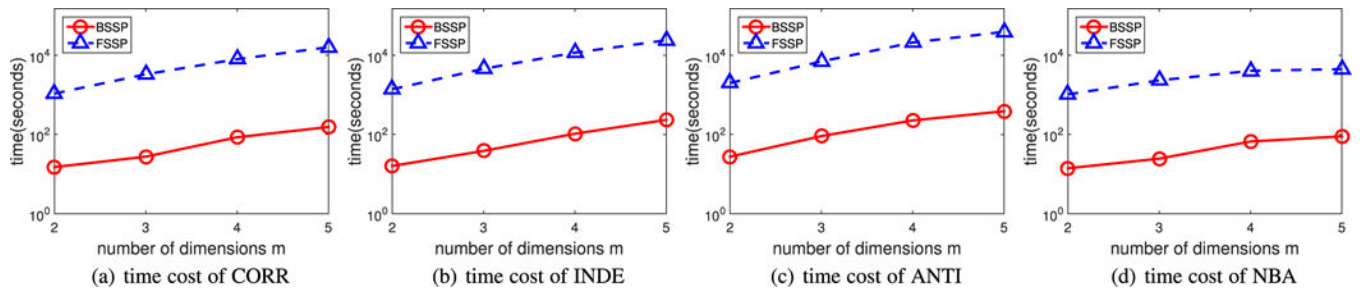 BSSP
FSSP
time(seconds)
10^4
10^2
10^0
2 3 4 5
number of dimensions m
(a) time cost of CORR
BSSP
FSSP
time(seconds)
10^4
10^2
10^0
2 3 4 5
number of dimensions m
(b) time cost of INDE
BSSP
FSSP
time(seconds)
10^4
10^2
10^0
2 3 4 5
number of dimensions m
(c) time cost of ANTI
BSSP
FSSP
time(seconds)
10^4
10^2
10^0
2 3 4 5
number of dimensions m
(d) time cost of NBA